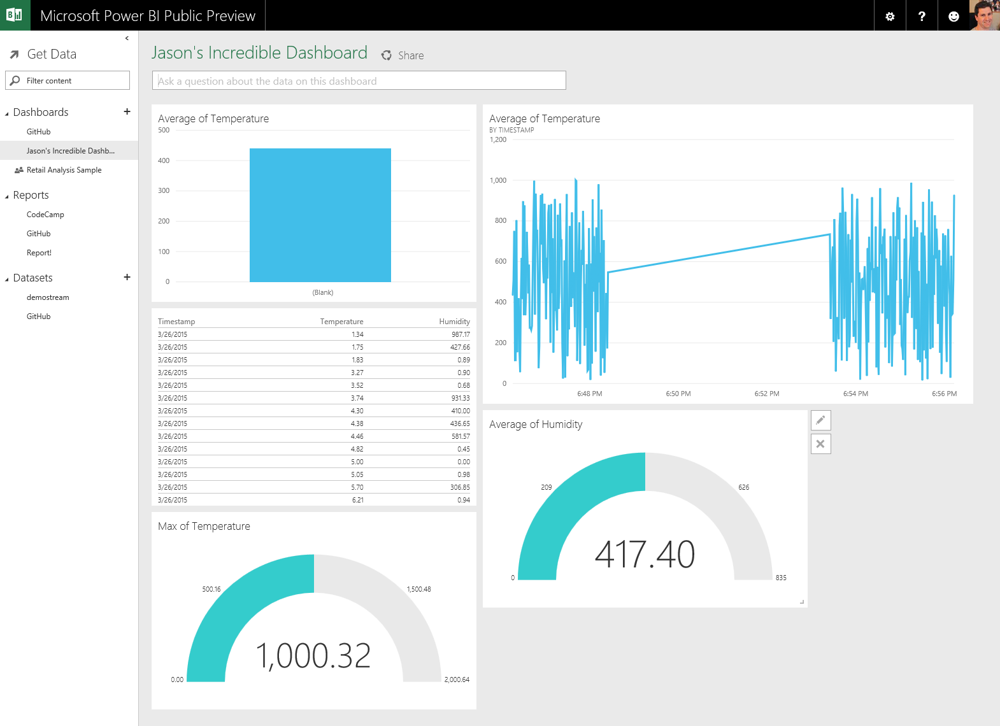 Microsoft Power BI Public Preview
?
Get Data
Filter content
Dashboards +
GitHub
Jason's Incredible Dashb...
Retail Analysis Sample
Reports
CodeCamp
GitHub
Report!
Datasets +
demostream
GitHub
Jason's Incredible Dashboard Share
Ask a question about the data on this dashboard
Average of Temperature
500
400
300
200
100
0
(Blank)
Average of Temperature
BY TIMESTAMP
1,200
1,000
800
600
400
200
0
6:48 PM 6:50 PM 6:52 PM 6:54 PM 6:56 PM
Timestamp Temperature Humidity
3/26/2015 1.34 987.17
3/26/2015 1.75 427.66
3/26/2015 1.83 0.89
3/26/2015 3.27 0.90
3/26/2015 3.52 0.68
3/26/2015 3.74 931.33
3/26/2015 4.30 410.00
3/26/2015 4.38 436.65
3/26/2015 4.46 581.57
3/26/2015 4.82 0.45
3/26/2015 5.00 0.00
3/26/2015 5.05 0.98
3/26/2015 5.70 306.85
3/26/2015 6.21 0.94
Average of Humidity
209 626
417.40
0 835
Max of Temperature
500.16 1,500.48
1,000.32
0.00 2,000.64